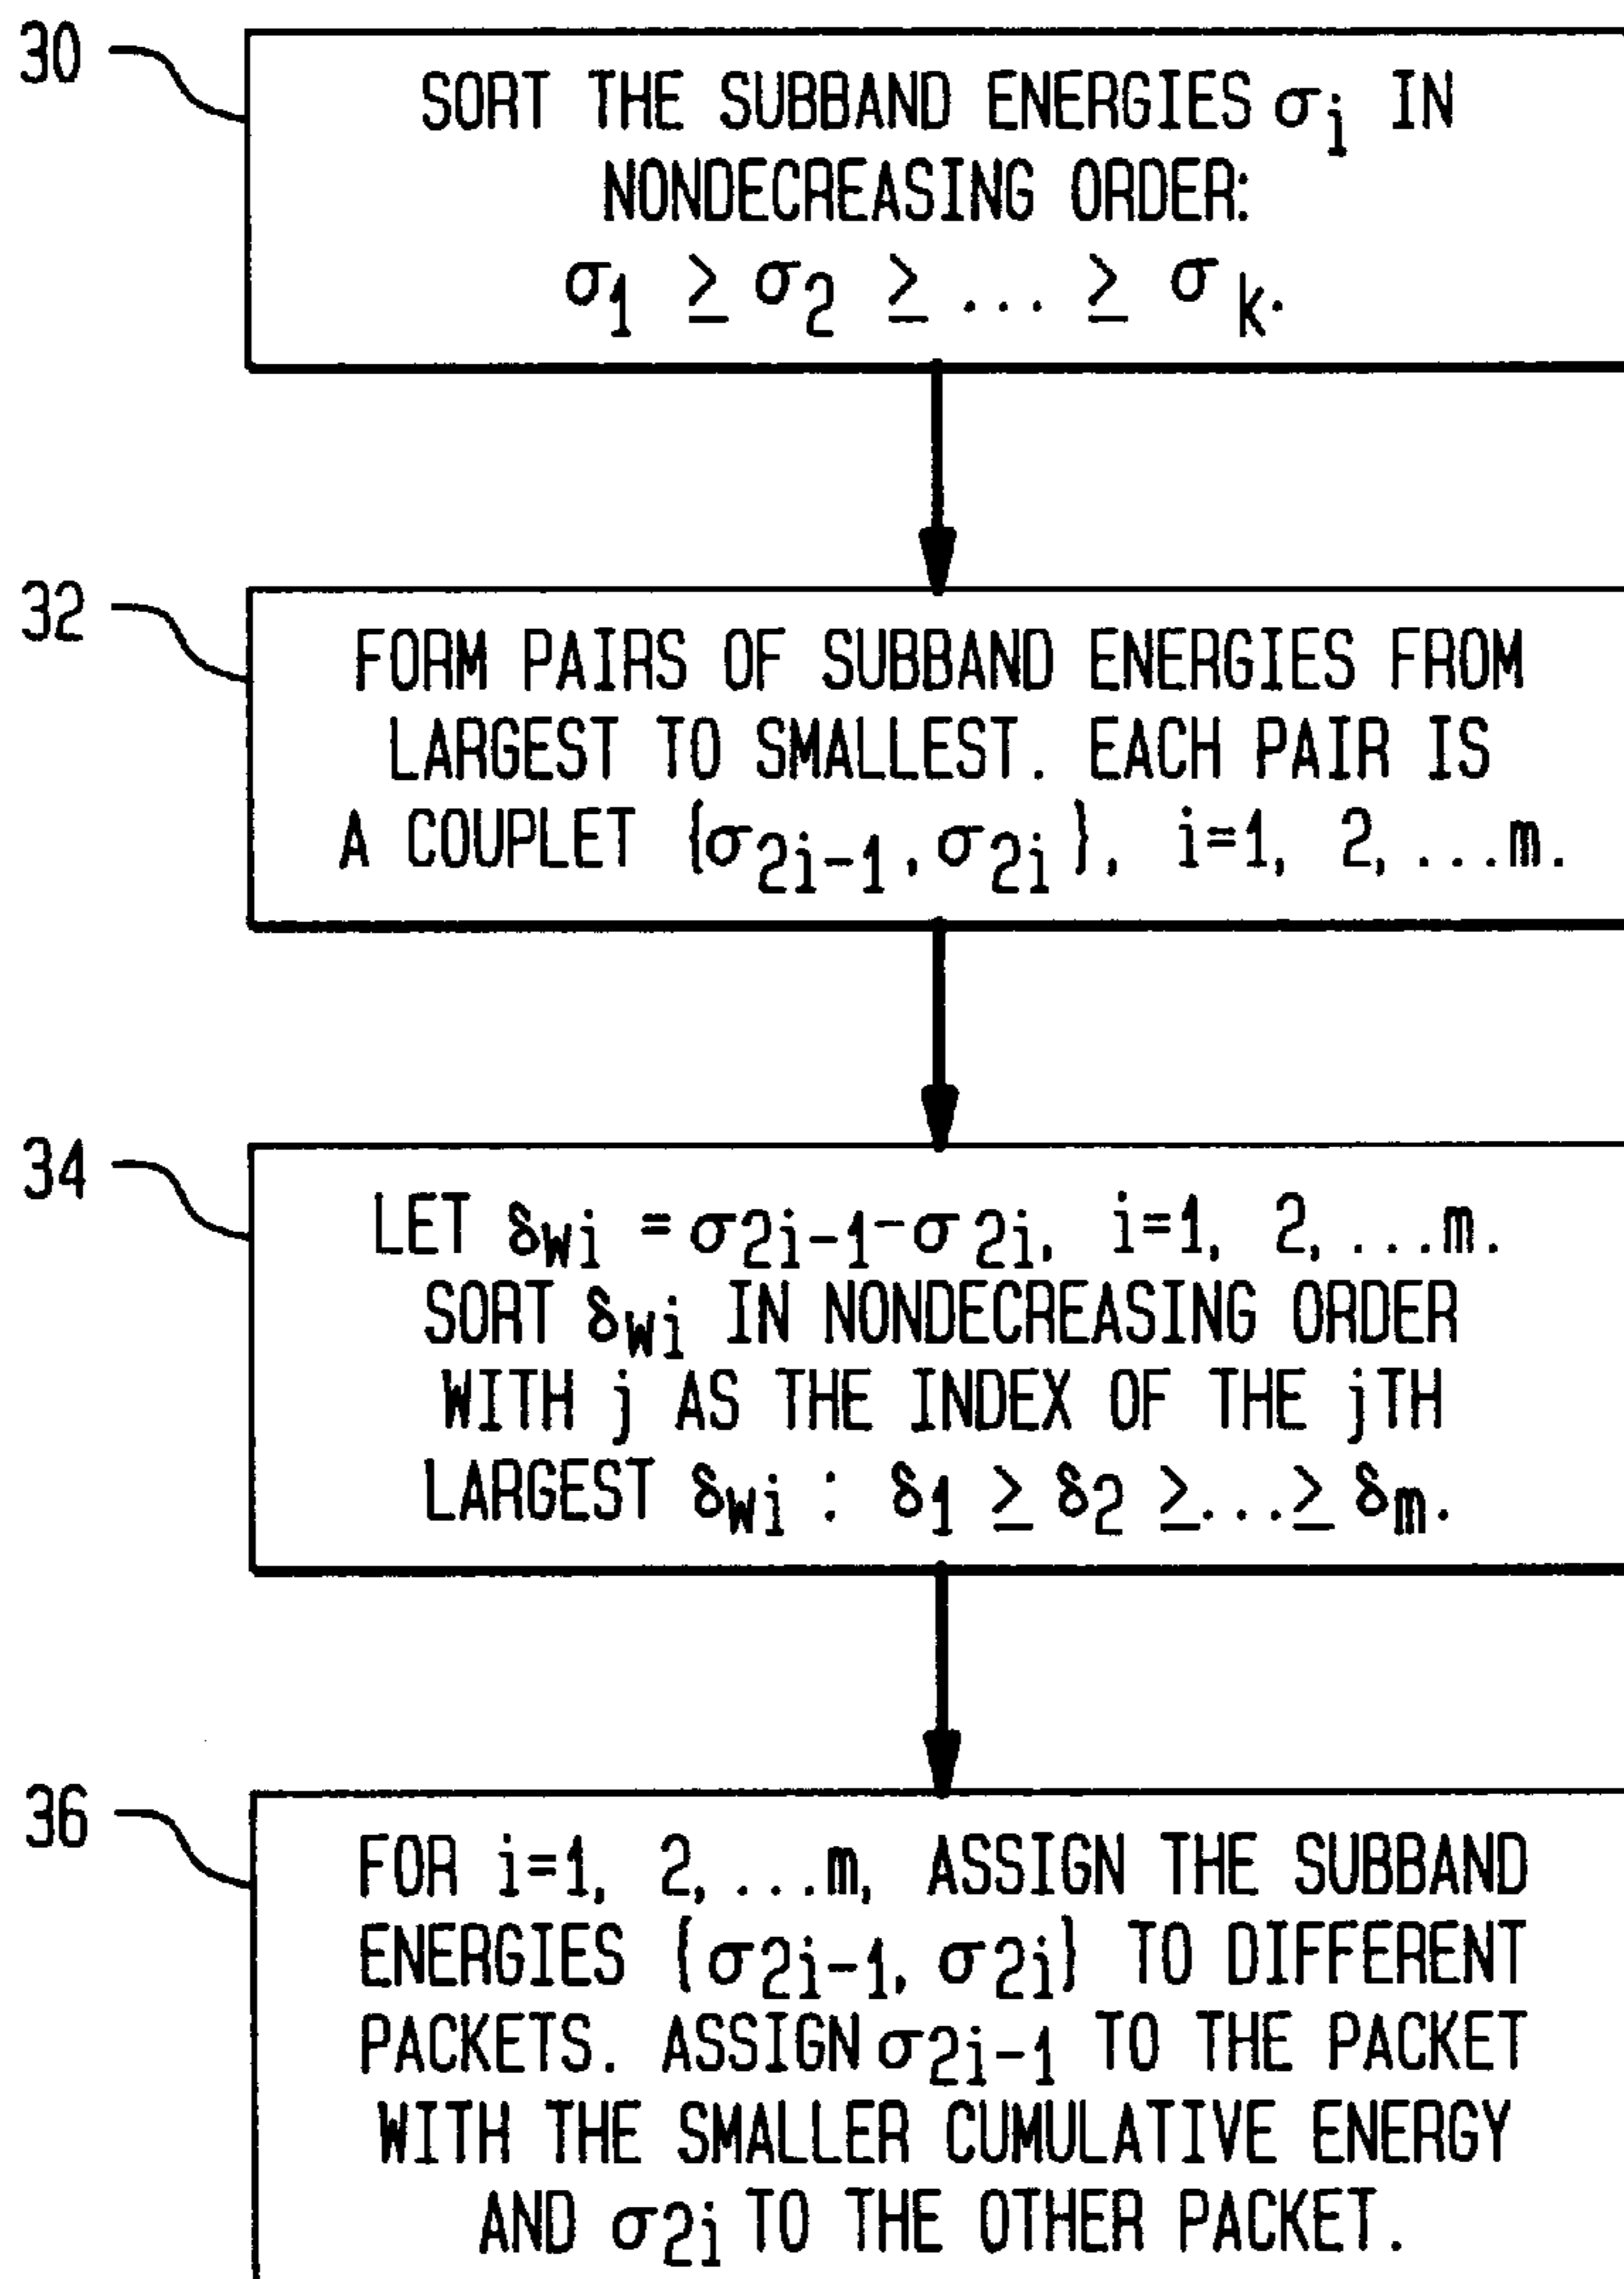 30
SORT THE SUBBAND ENERGIES σi IN
NONDECREASING ORDER:
σ1 ≥ σ2 ≥ ... ≥ σk.
32
FORM PAIRS OF SUBBAND ENERGIES FROM
LARGEST TO SMALLEST. EACH PAIR IS
A COUPLET {σ2i-1, σ2i}, i=1, 2, ...m.
34
LET δwi = σ2i-1-σ2i, i=1, 2, ...m.
SORT δwi IN NONDECREASING ORDER
WITH j AS THE INDEX OF THE jTH
LARGEST δwi : δ1 ≥ δ2 ≥...≥ δm.
36
FOR i=1, 2, ...m, ASSIGN THE SUBBAND
ENERGIES {σ2i-1, σ2i} TO DIFFERENT
PACKETS. ASSIGN σ2i-1 TO THE PACKET
WITH THE SMALLER CUMULATIVE ENERGY
AND σ2i TO THE OTHER PACKET.